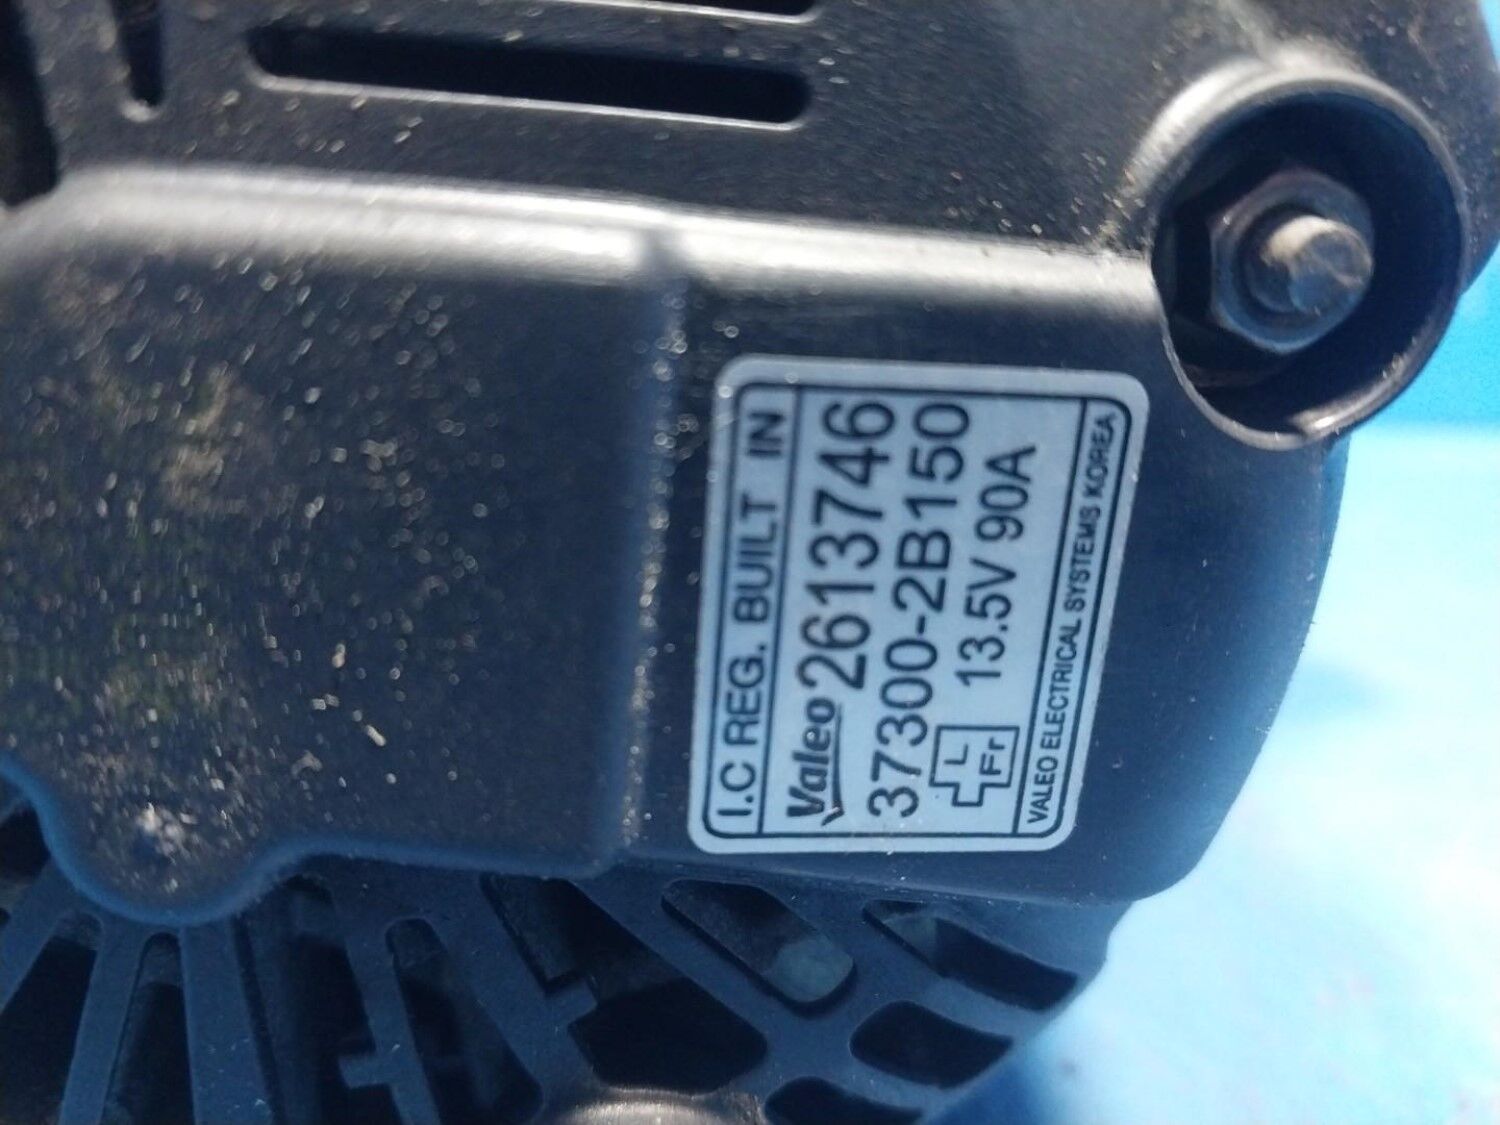 I.C REG. BUILT IN
Valeo 2613746
37300-2B150
L
Fr
13.5V 90A
VALEO ELECTRICAL SYSTEMS KOREA